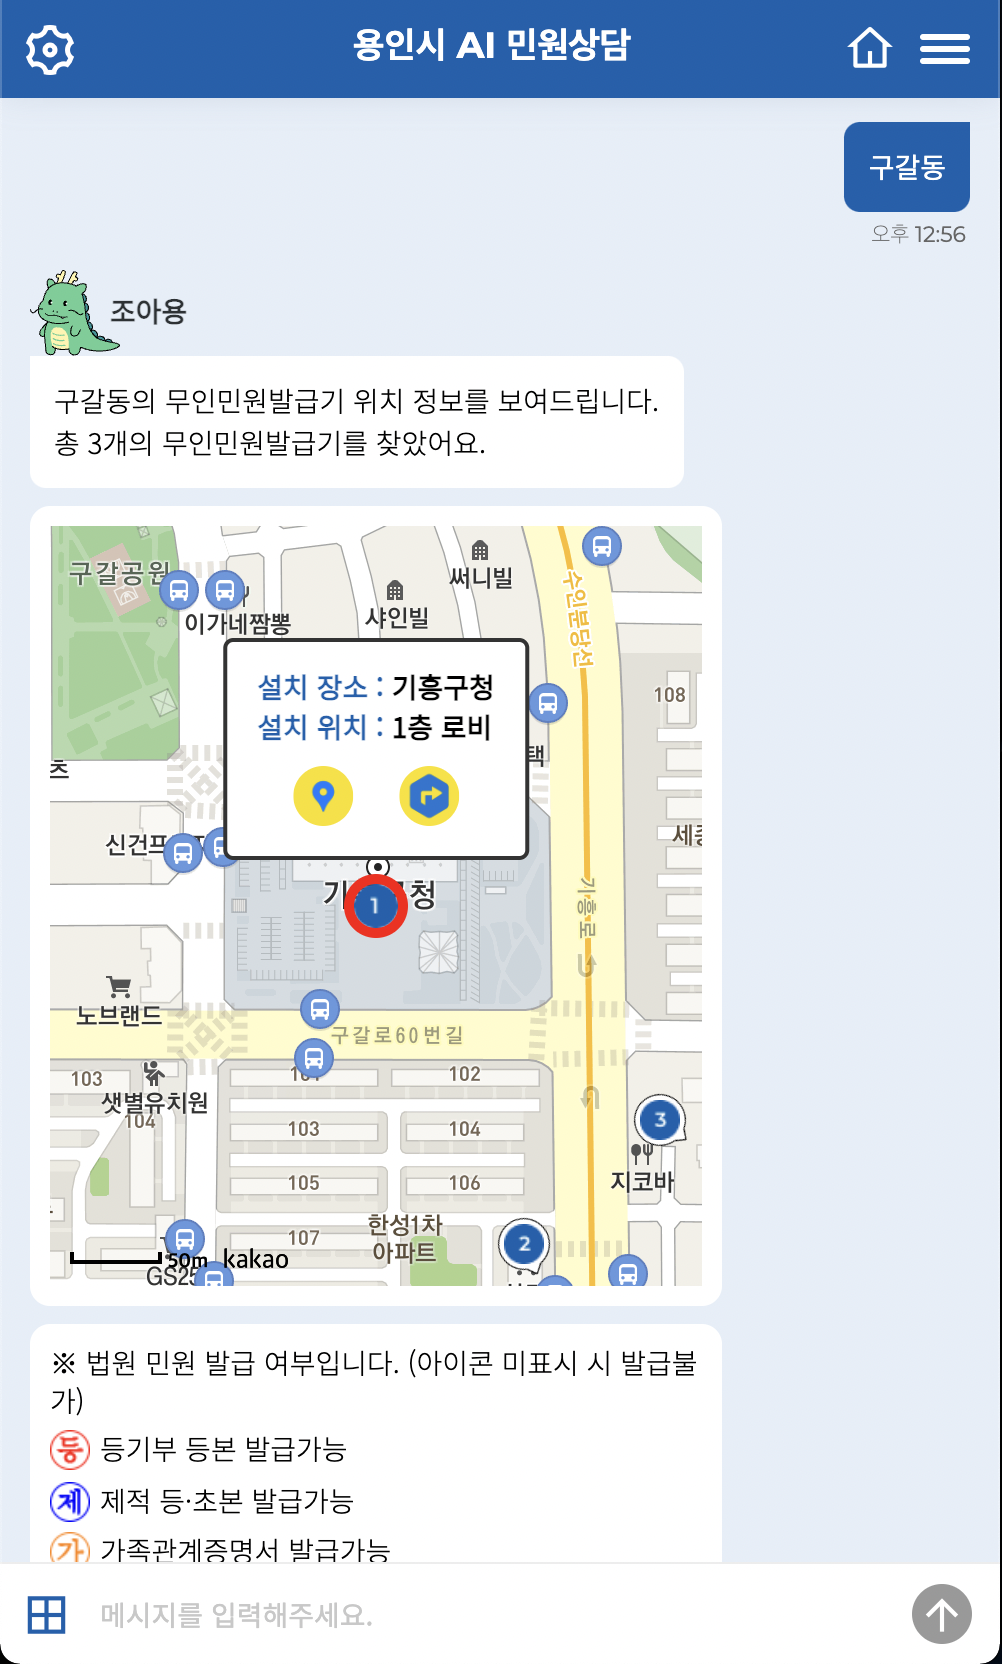 용인시 AI 민원상담
구갈동
오후 12:56
조아용
구갈동의 무인민원발급기 위치 정보를 보여드립니다.
총 3개의 무인민원발급기를 찾았어요.
구갈공원
이가네짬뽕
샤인빌
써니빌
수인분당선
설치 장소 : 기흥구청
설치 위치 : 1층 로비
108
택
츠
신건프
세종
기
청
1
기흥로
노브랜드
구갈로60번길
103
샛별유치원
104
102
103
104
105
106
107
한성1차
아파트
3
지코바
2
50m
kakao
GS25
※ 법원 민원 발급 여부입니다. (아이콘 미표시 시 발급불
가)
등 등기부 등본 발급가능
제 제적 등·초본 발급가능
가 가족관계증명서 발급가능
메시지를 입력해주세요.